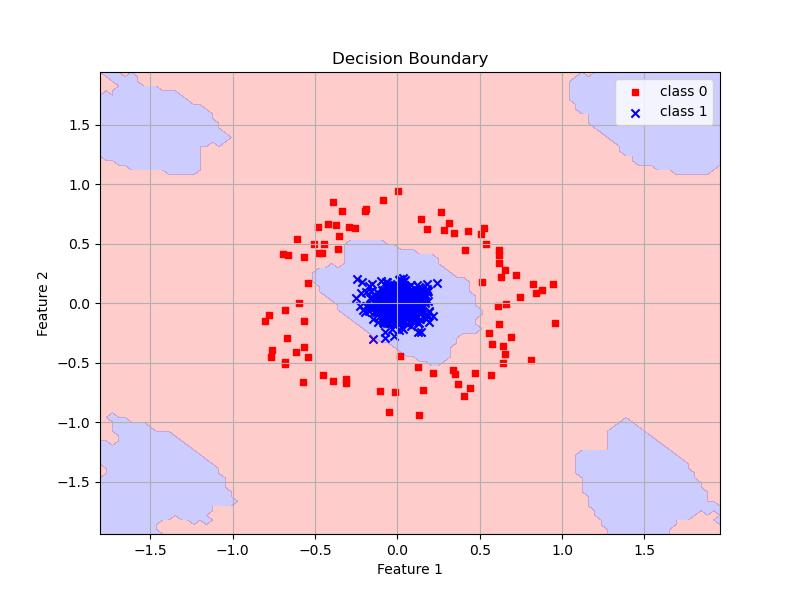 Decision Boundary
class 0
class 1
1.5
1.0
0.5
0.0
−0.5
−1.0
−1.5
Feature 2
−1.5 −1.0 −0.5 0.0 0.5 1.0 1.5
Feature 1